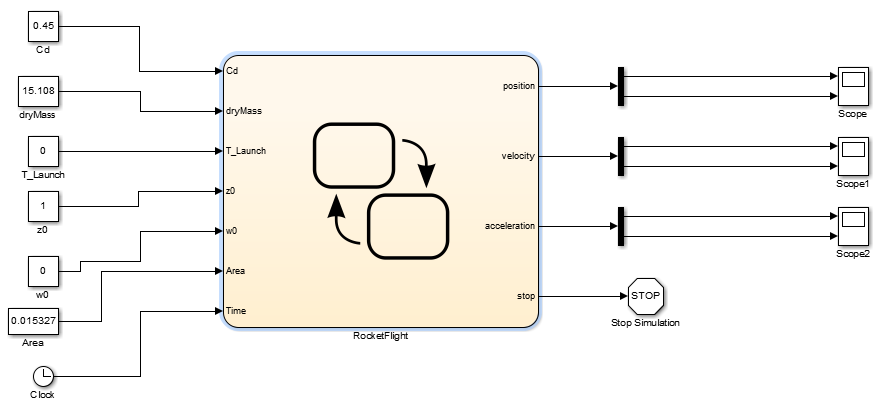 0.45
Cd
15.108
dryMass
0
T_Launch
1
z0
0
w0
0.015327
Area
Clock
Cd
dryMass
T_Launch
z0
w0
Area
Time
position
velocity
acceleration
stop
RocketFlight
Scope
Scope1
Scope2
STOP
Stop Simulation